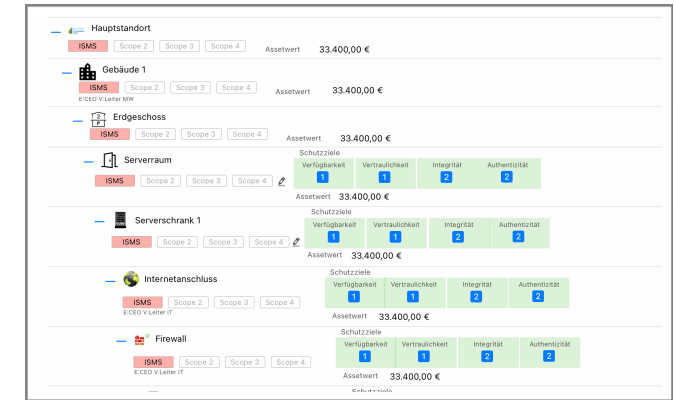 Hauptstandort
ISMS Scope 2 Scope 3 Scope 4 Assetwert 33.400,00 €
Gebäude 1
ISMS Scope 2 Scope 3 Scope 4 Assetwert 33.400,00 €
E:CEO V:Leiter MW
Erdgeschoss
ISMS Scope 2 Scope 3 Scope 4 Assetwert 33.400,00 €
Schutzziele
Serverraum Verfügbarkeit Vertraulichkeit Integrität Authentizität
ISMS Scope 2 Scope 3 Scope 4 1 1 2 2
Assetwert 33.400,00 €
Schutzziele
Serverschrank 1 Verfügbarkeit Vertraulichkeit Integrität Authentizität
ISMS Scope 2 Scope 3 Scope 4 1 1 2 2
Assetwert 33.400,00 €
Schutzziele
Internetanschluss Verfügbarkeit Vertraulichkeit Integrität Authentizität
ISMS Scope 2 Scope 3 Scope 4 1 1 2 2
E:CEO V:Leiter IT Assetwert 33.400,00 €
Schutzziele
Firewall Verfügbarkeit Vertraulichkeit Integrität Authentizität
ISMS Scope 2 Scope 3 Scope 4 1 1 2 2
E:CEO V:Leiter IT Assetwert 33.400,00 €
Schutzziele